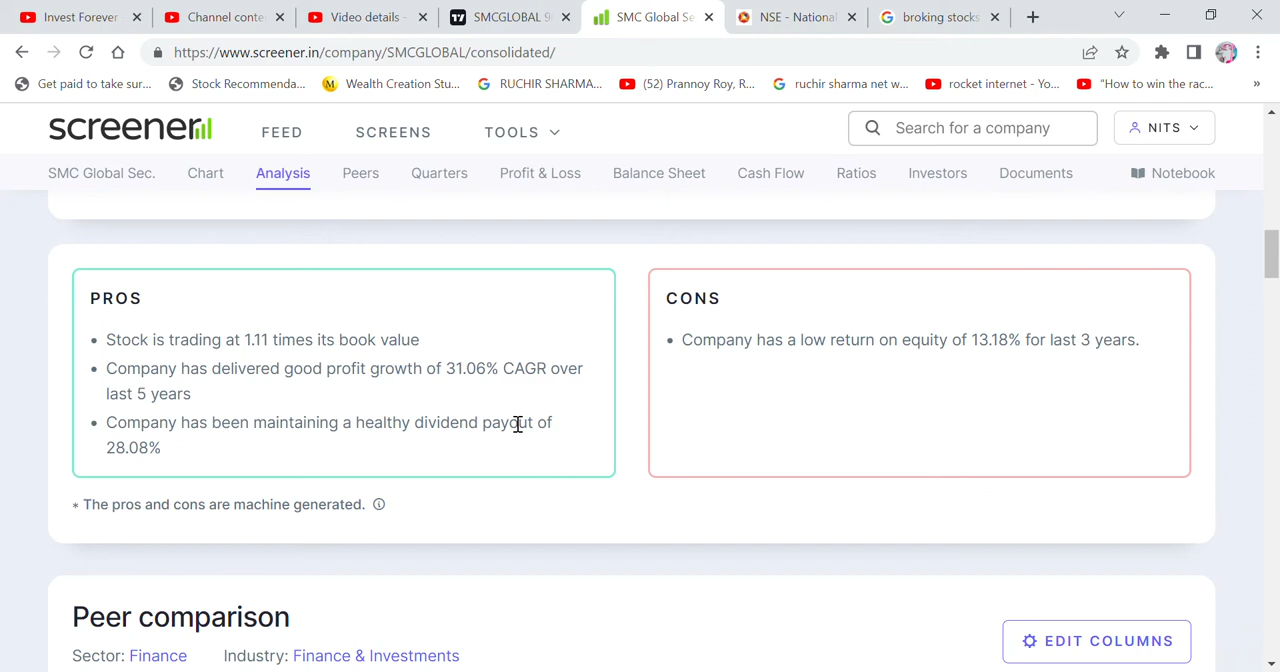 Invest Forever
Channel conte
Video details -
SMCGLOBAL 9
SMC Global Se
NSE - National
broking stocks
https://www.screener.in/company/SMCGLOBAL/consolidated/
Get paid to take sur...
Stock Recommenda...
Wealth Creation Stu...
RUCHIR SHARMA...
(52) Prannoy Roy, R...
ruchir sharma net w...
rocket internet - Yo...
"How to win the rac...
»
screener
FEED
SCREENS
TOOLS
Search for a company
NITS
SMC Global Sec.
Chart
Analysis
Peers
Quarters
Profit & Loss
Balance Sheet
Cash Flow
Ratios
Investors
Documents
Notebook
PROS
• Stock is trading at 1.11 times its book value
• Company has delivered good profit growth of 31.06% CAGR over
last 5 years
• Company has been maintaining a healthy dividend payout of
28.08%
CONS
• Company has a low return on equity of 13.18% for last 3 years.
* The pros and cons are machine generated.
Peer comparison
Sector: Finance
Industry: Finance & Investments
EDIT COLUMNS